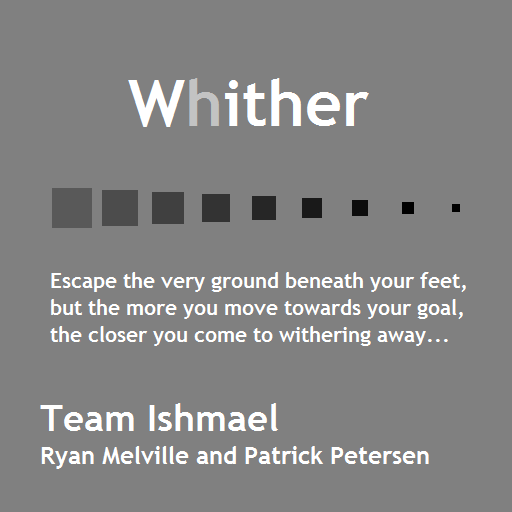 Whither
Escape the very ground beneath your feet,
but the more you move towards your goal,
the closer you come to withering away...
Team Ishmael
Ryan Melville and Patrick Petersen